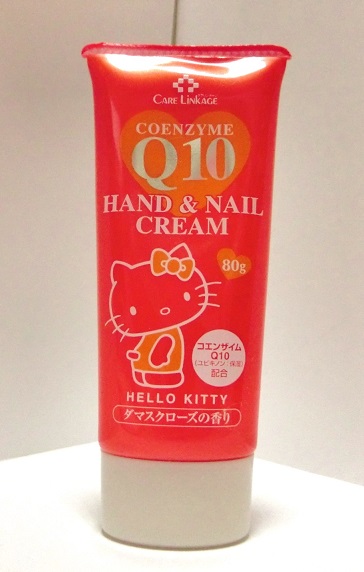 CARE LINKAGE
COENZYME
Q10
HAND & NAIL
CREAM
80g
コエンザイム
Q10
(ユビキノン:保湿)
配合
HELLO KITTY
ダマスクローズの香り